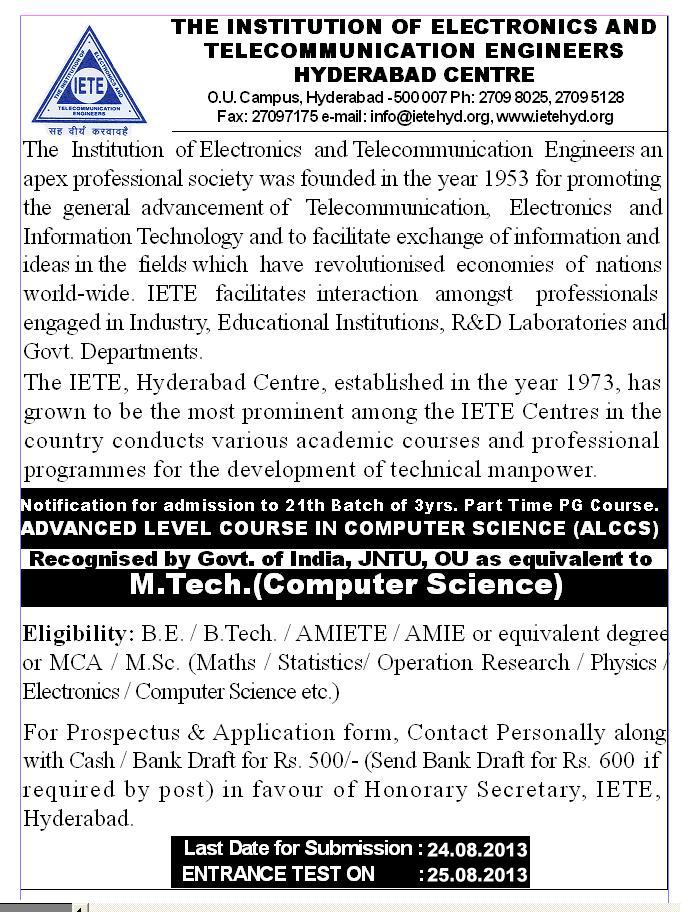 THE INSTITUTION OF ELECTRONICS AND
TELECOMMUNICATION ENGINEERS
HYDERABAD CENTRE
O.U. Campus, Hyderabad -500 007 Ph: 2709 8025, 2709 5128
Fax: 27097175 e-mail: info@ietehyd.org, www.ietehyd.org
THE INSTITUTION OF ELECTRONICS AND
IETE
TELECOMMUNICATION
ENGINEERS
सह वीर्यं करवावहै
The Institution of Electronics and Telecommunication Engineers an
apex professional society was founded in the year 1953 for promoting
the general advancement of Telecommunication, Electronics and
Information Technology and to facilitate exchange of information and
ideas in the fields which have revolutionised economies of nations
world-wide. IETE facilitates interaction amongst professionals
engaged in Industry, Educational Institutions, R&D Laboratories and
Govt. Departments.
The IETE, Hyderabad Centre, established in the year 1973, has
grown to be the most prominent among the IETE Centres in the
country conducts various academic courses and professional
programmes for the development of technical manpower.
Notification for admission to 21th Batch of 3yrs. Part Time PG Course.
ADVANCED LEVEL COURSE IN COMPUTER SCIENCE (ALCCS)
Recognised by Govt. of India, JNTU, OU as equivalent to
M.Tech.(Computer Science)
Eligibility: B.E. / B.Tech. / AMIETE / AMIE or equivalent degree
or MCA / M.Sc. (Maths / Statistics/ Operation Research / Physics /
Electronics / Computer Science etc.)
For Prospectus & Application form, Contact Personally along
with Cash / Bank Draft for Rs. 500/- (Send Bank Draft for Rs. 600 if
required by post) in favour of Honorary Secretary, IETE,
Hyderabad.
Last Date for Submission : 24.08.2013
ENTRANCE TEST ON : 25.08.2013